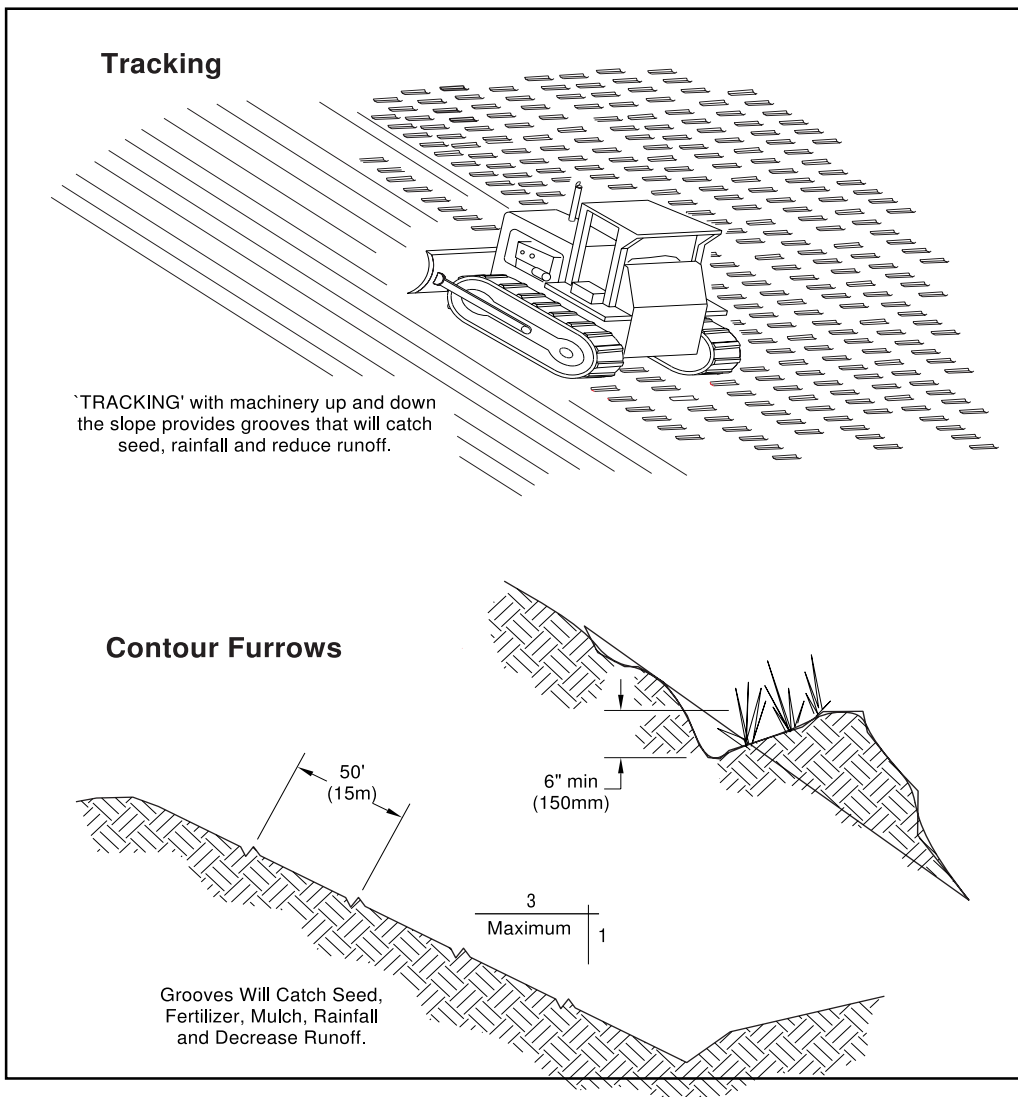 Tracking
`TRACKING' with machinery up and down
the slope provides grooves that will catch
seed, rainfall and reduce runoff.
Contour Furrows
50'
(15m)
6" min
(150mm)
3
Maximum
1
Grooves Will Catch Seed,
Fertilizer, Mulch, Rainfall
and Decrease Runoff.